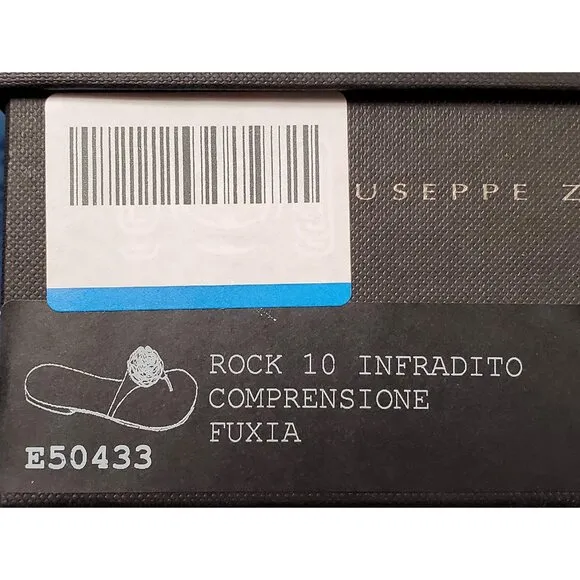 USEPPE Z
ROCK 10 INFRADITO
COMPRENSIONE
FUXIA
E50433